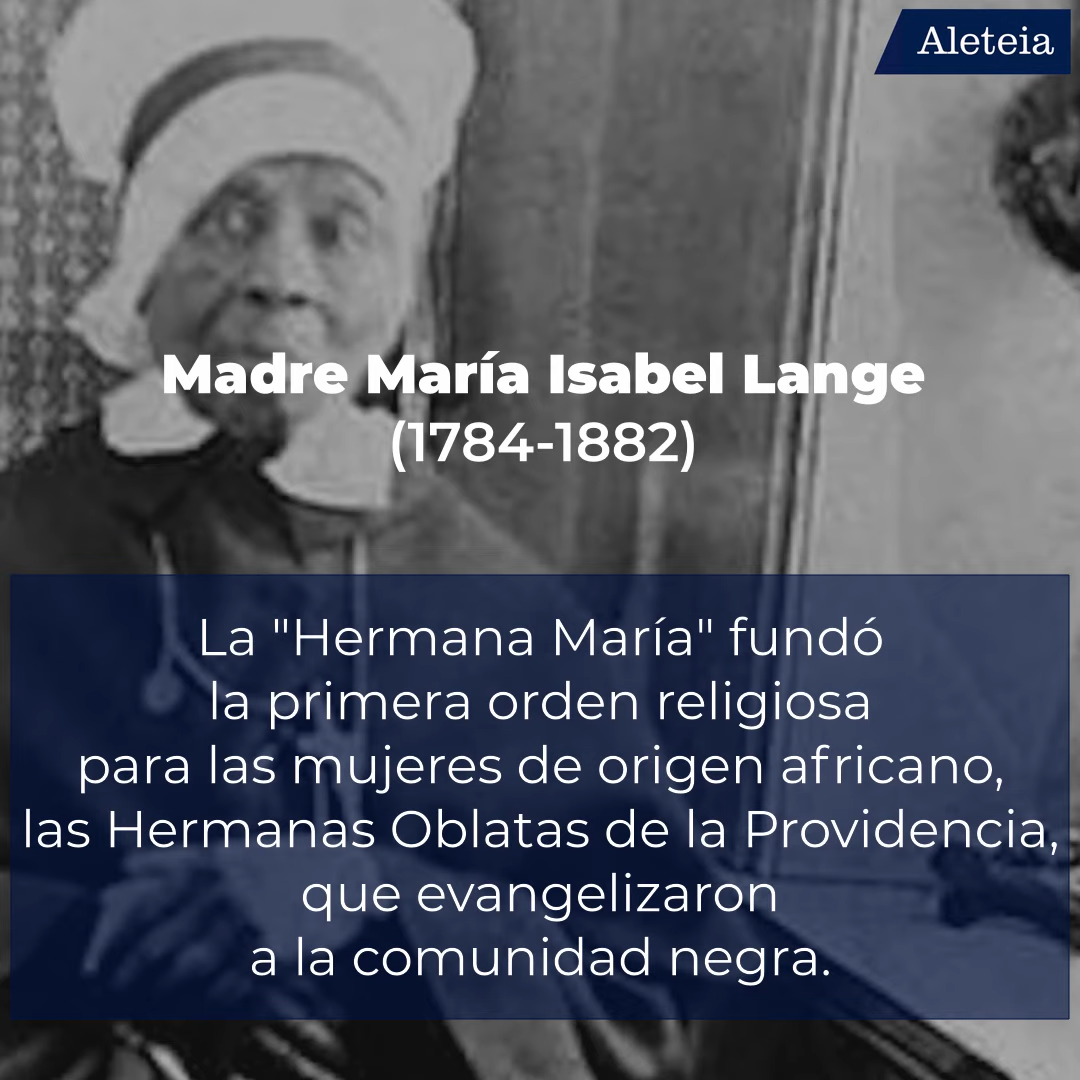 Aleteia
Madre María Isabel Lange
(1784-1882)
La "Hermana María" fundó
la primera orden religiosa
para las mujeres de origen africano,
las Hermanas Oblatas de la Providencia,
que evangelizaron
a la comunidad negra.